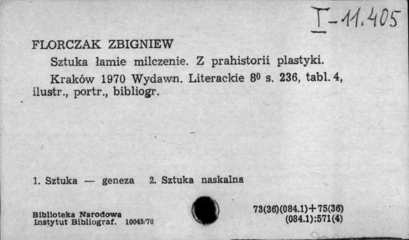 I-11.405
FLORCZAK ZBIGNIEW
Sztuka łamie milczenie. Z prahistorii plastyki.
Kraków 1970 Wydawn. Literackie 8⁰ s. 236, tabl. 4,
ilustr., portr., bibliogr.
1. Sztuka — geneza 2. Sztuka naskalna
Biblioteka Narodowa
Instytut Bibliograf. 10045/70
73(36)(084.1)+75(36)
(084.1):571(4)